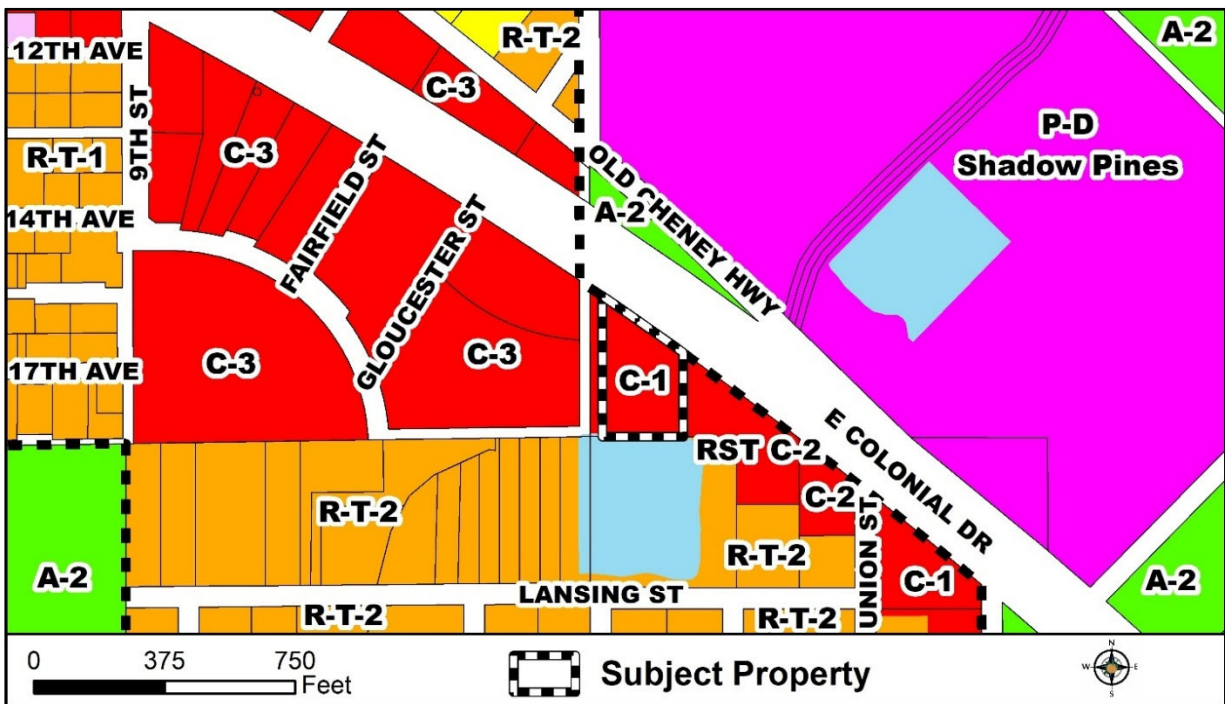 R-T-2
A-2
12TH AVE
C-3
9TH ST
P-D
Shadow Pines
C-3
R-T-1
FAIRFIELD ST
OLD CHENEY HWY
A-2
14TH AVE
GLOUCESTER ST
C-3
C-3
17TH AVE
C-1
E COLONIAL DR
RST C-2
C-2
R-T-2
UNION ST
R-T-2
A-2
C-1
A-2
LANSING ST
R-T-2
R-T-2
0 375 750
Feet
Subject Property
N
W E
S